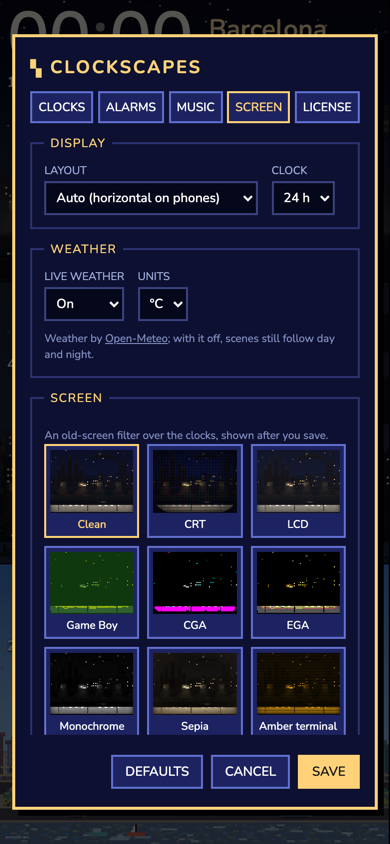 00:00 Barcelona
CLOCKSCAPES
CLOCKS ALARMS MUSIC SCREEN LICENSE
DISPLAY
LAYOUT CLOCK
Auto (horizontal on phones) 24 h
WEATHER
LIVE WEATHER UNITS
On °C
Weather by Open-Meteo; with it off, scenes still follow day
and night.
SCREEN
An old-screen filter over the clocks, shown after you save.
Clean CRT LCD
Game Boy CGA EGA
Monochrome Sepia Amber terminal
DEFAULTS CANCEL SAVE